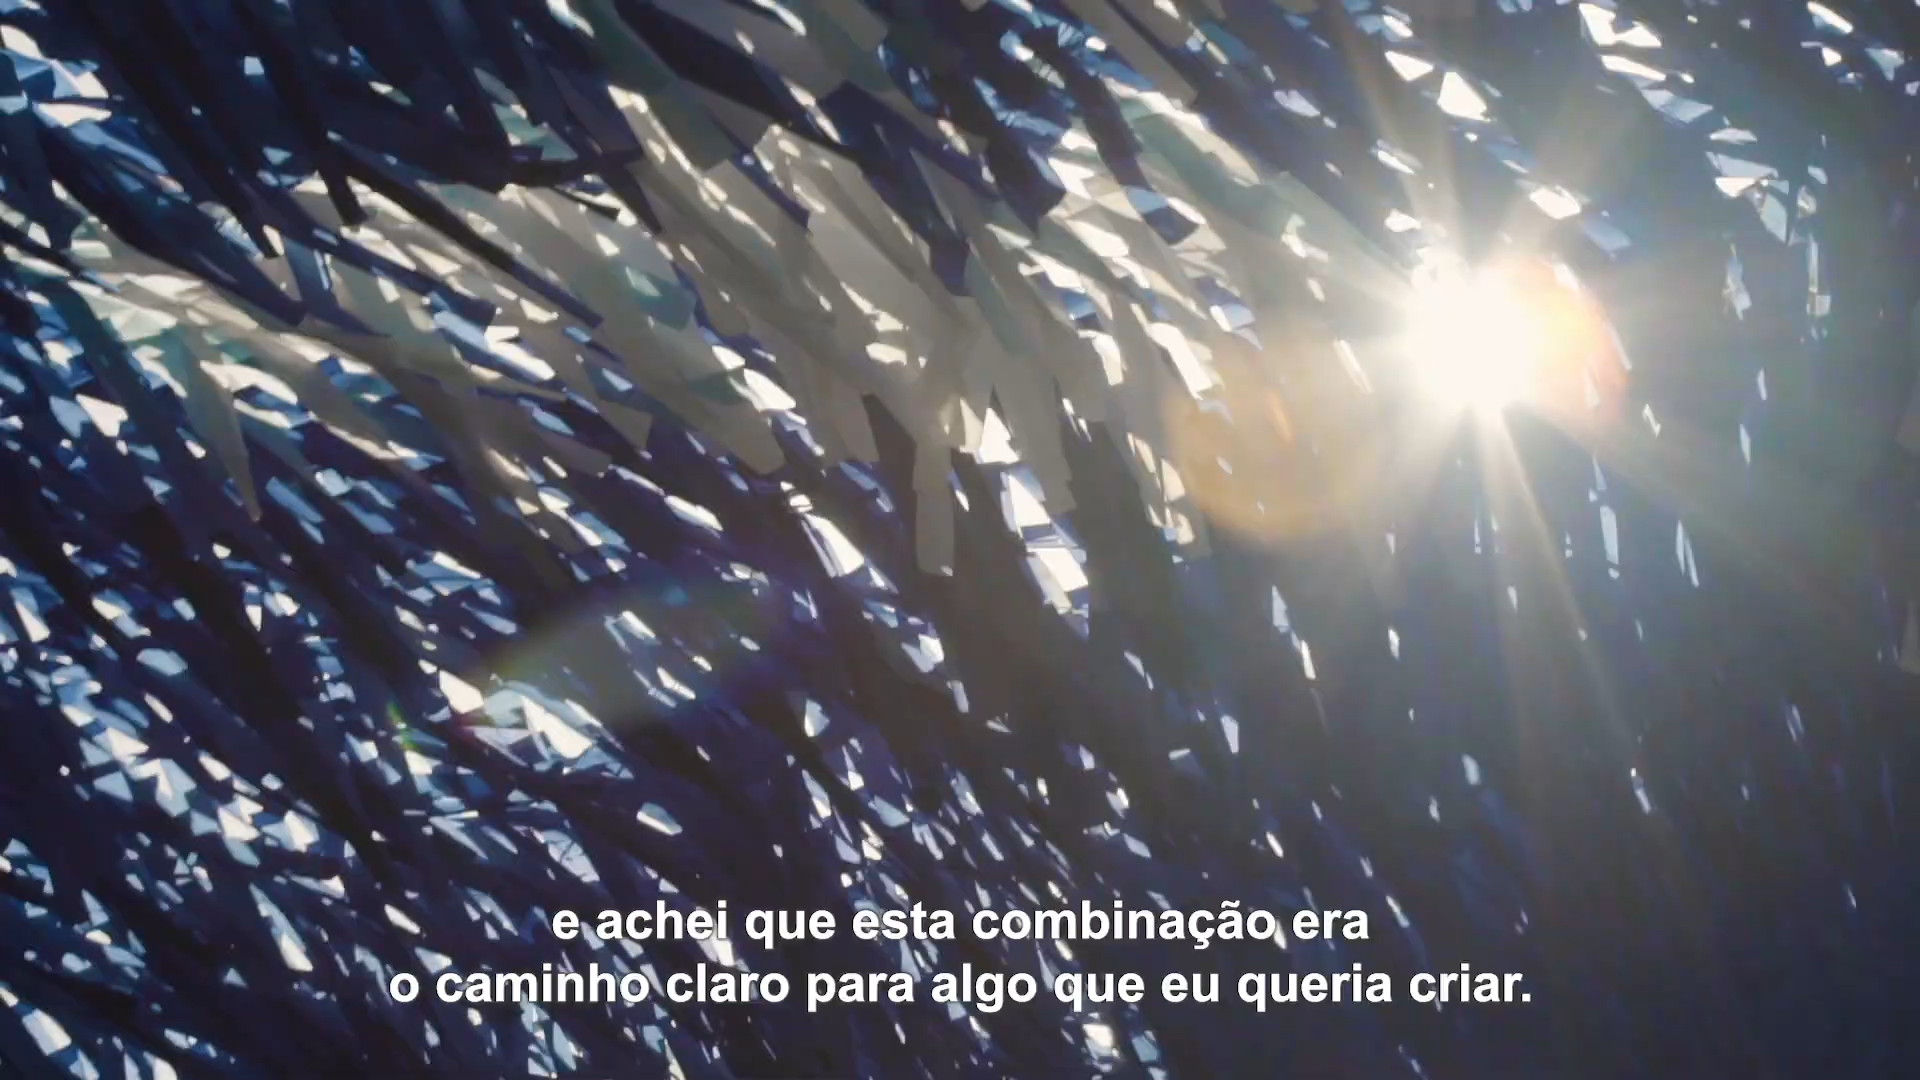 e achei que esta combinação era
o caminho claro para algo que eu queria criar.